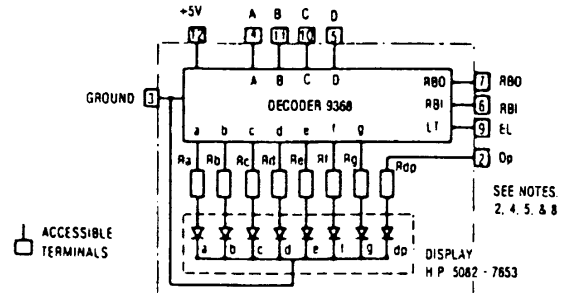 +5V A B C D
12 4 11 10 5
A B C D
RBO 7 RBO
GROUND 3
DECODER 9368
RBI 6 RBI
a b c d e f g
LT 9 EL
Ra Rb Rc Rd Re Rf Rg Rdp
2 Dp
SEE NOTES
2, 4, 5, & 8
ACCESSIBLE
TERMINALS
a b c d e f g dp
DISPLAY
H P 5082 - 7653